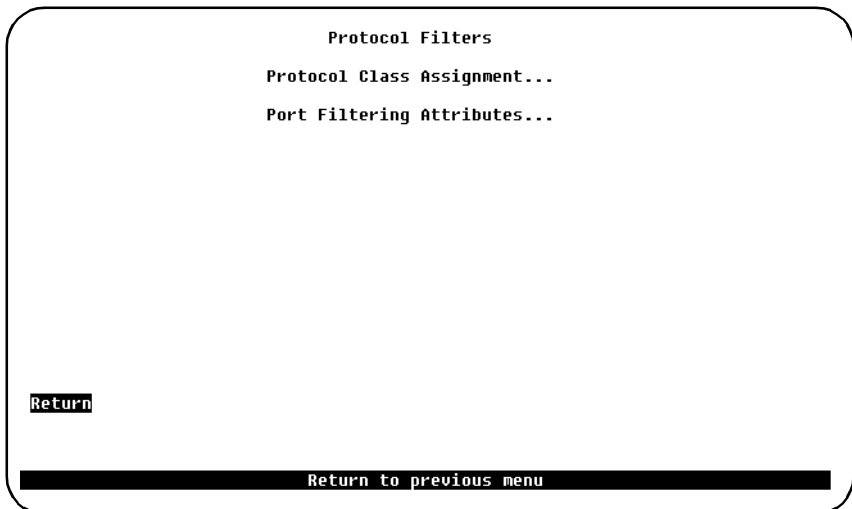 Protocol Filters
Protocol Class Assignment...
Port Filtering Attributes...
Return
Return to previous menu